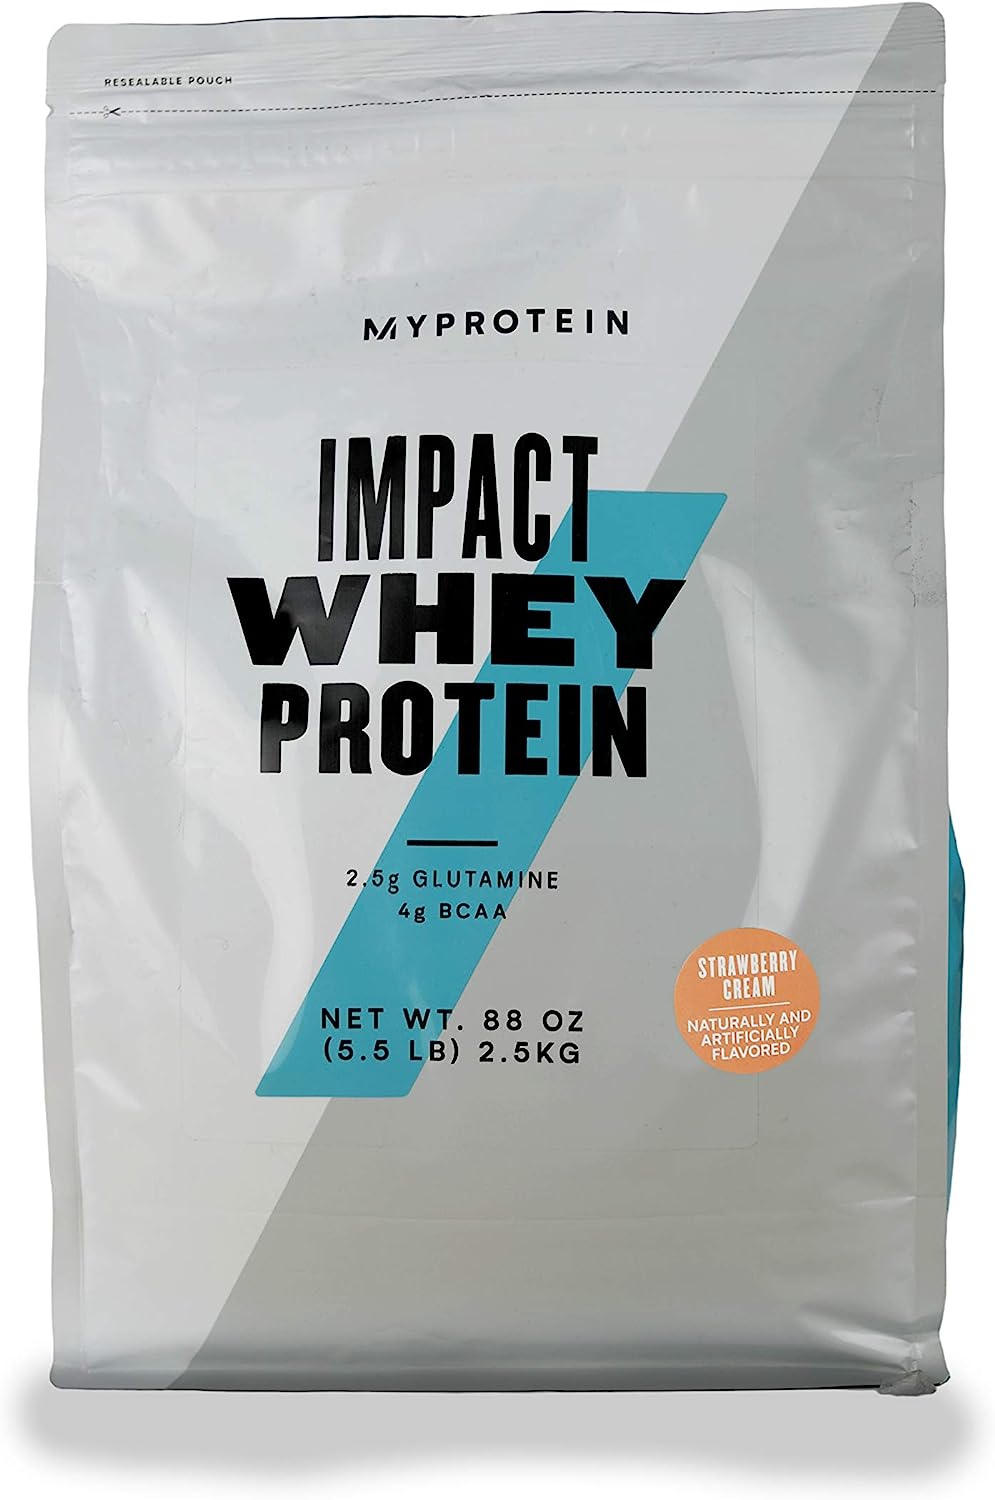 RESEALABLE POUCH
MYPROTEIN
IMPACT
WHEY
PROTEIN
2.5g GLUTAMINE
4g BCAA
NET WT. 88 OZ
(5.5 LB) 2.5KG
STRAWBERRY
CREAM
NATURALLY AND
ARTIFICIALLY
FLAVORED